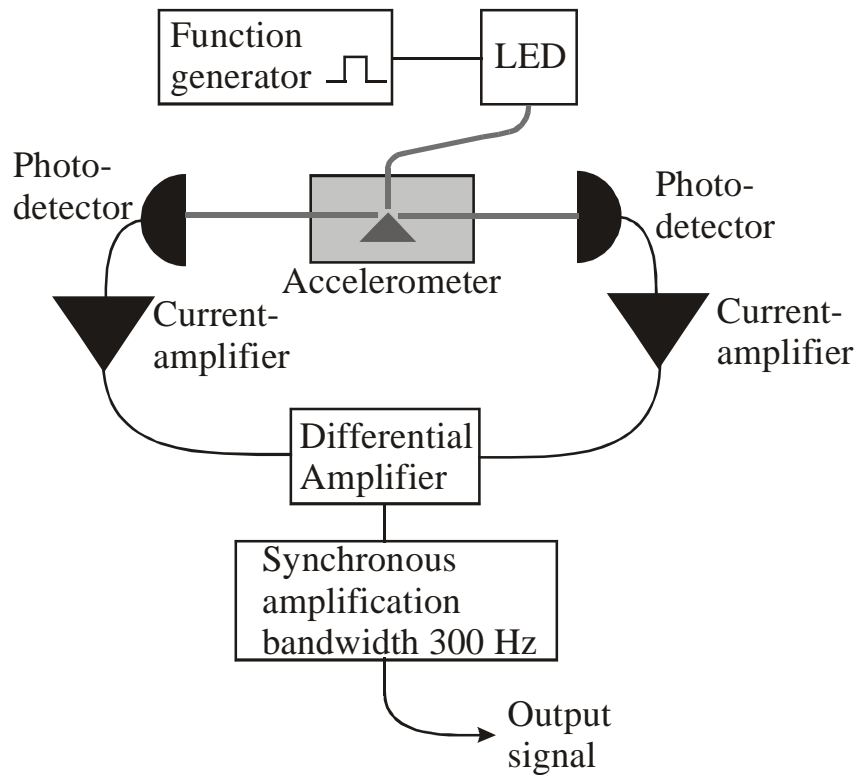 Function
generator
LED
Photo-
detector
Photo-
detector
Accelerometer
Current-
amplifier
Current-
amplifier
Differential
Amplifier
Synchronous
amplification
bandwidth 300 Hz
Output
signal